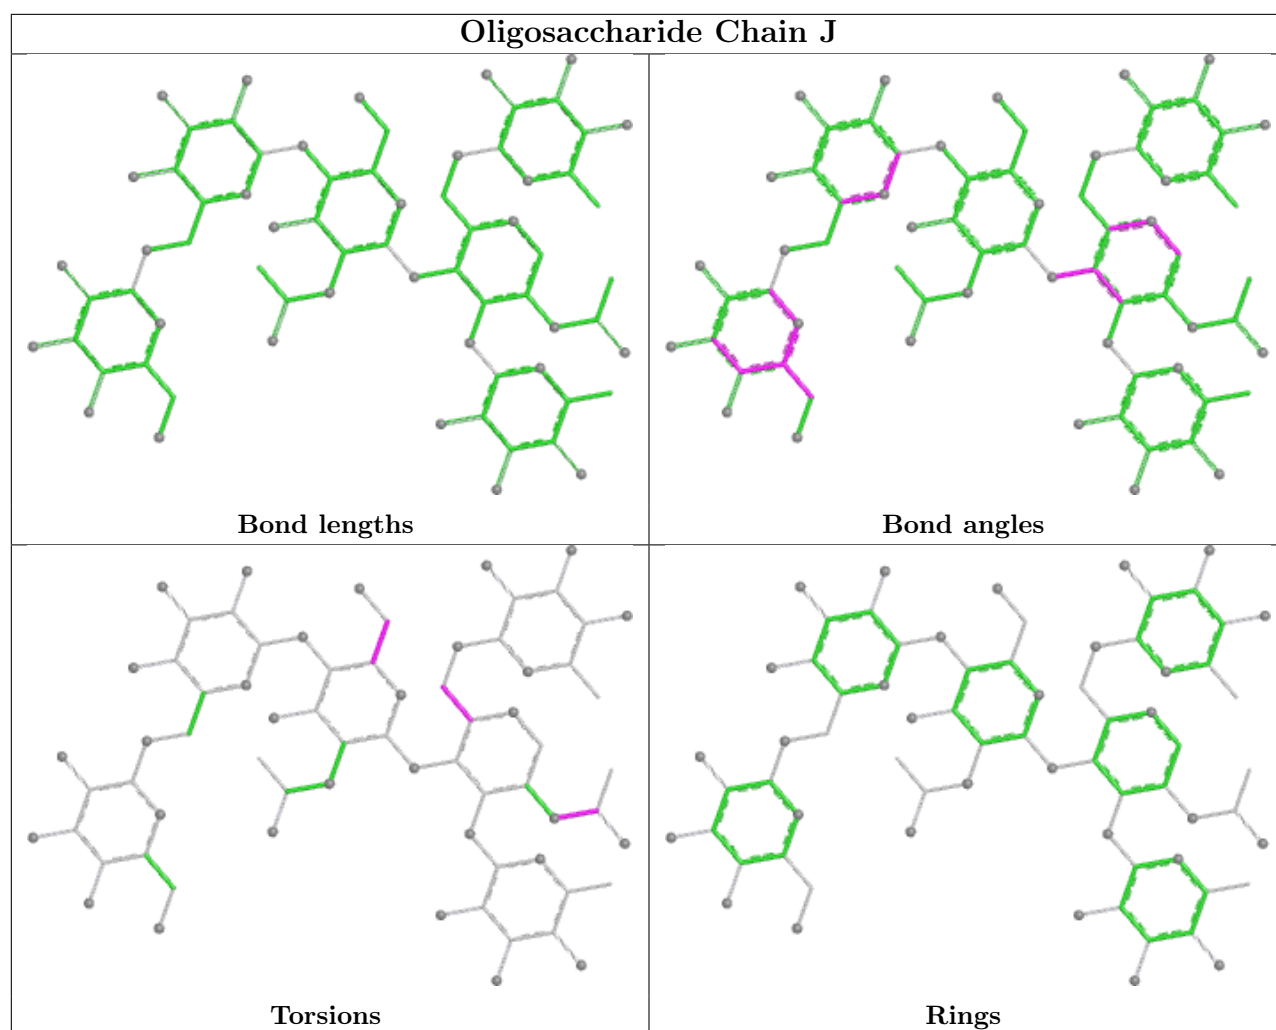 Oligosaccharide Chain J
Bond lengths
Bond angles
Torsions
Rings